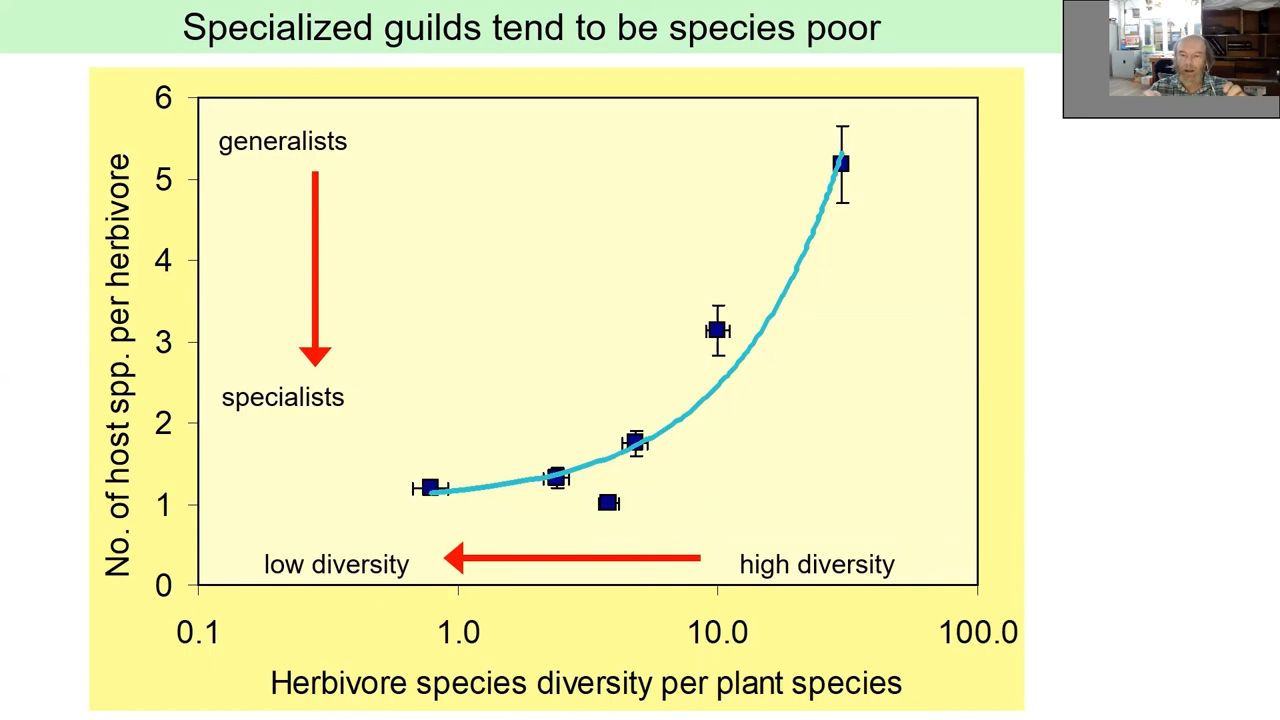 Specialized guilds tend to be species poor
No. of host spp. per herbivore
6
5
4
3
2
1
0
generalists
specialists
low diversity
high diversity
0.1
1.0
10.0
100.0
Herbivore species diversity per plant species